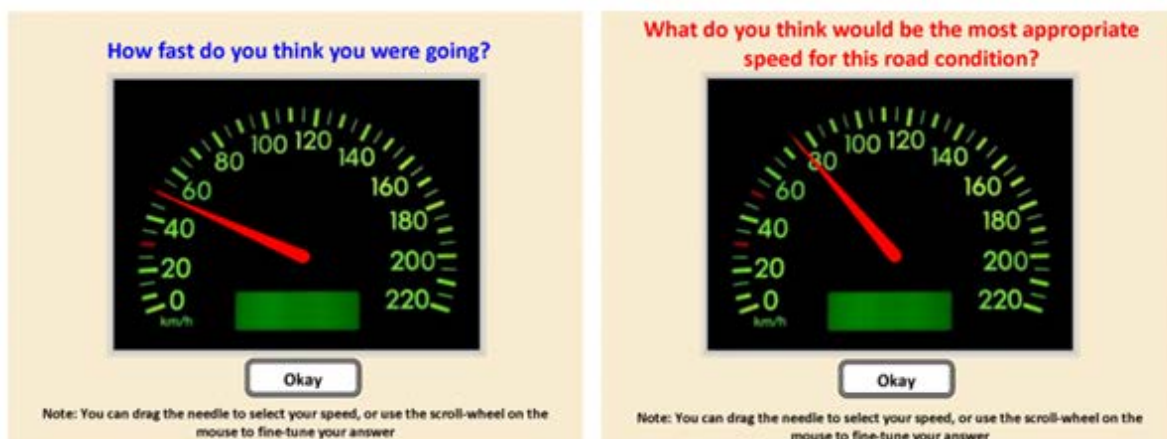 How fast do you think you were going?
0
20
40
60
80
100
120
140
160
180
200
220
km/h
Okay
Note: You can drag the needle to select your speed, or use the scroll-wheel on the
mouse to fine-tune your answer
What do you think would be the most appropriate
speed for this road condition?
0
20
40
60
80
100
120
140
160
180
200
220
km/h
Okay
Note: You can drag the needle to select your speed, or use the scroll-wheel on the
mouse to fine-tune your answer